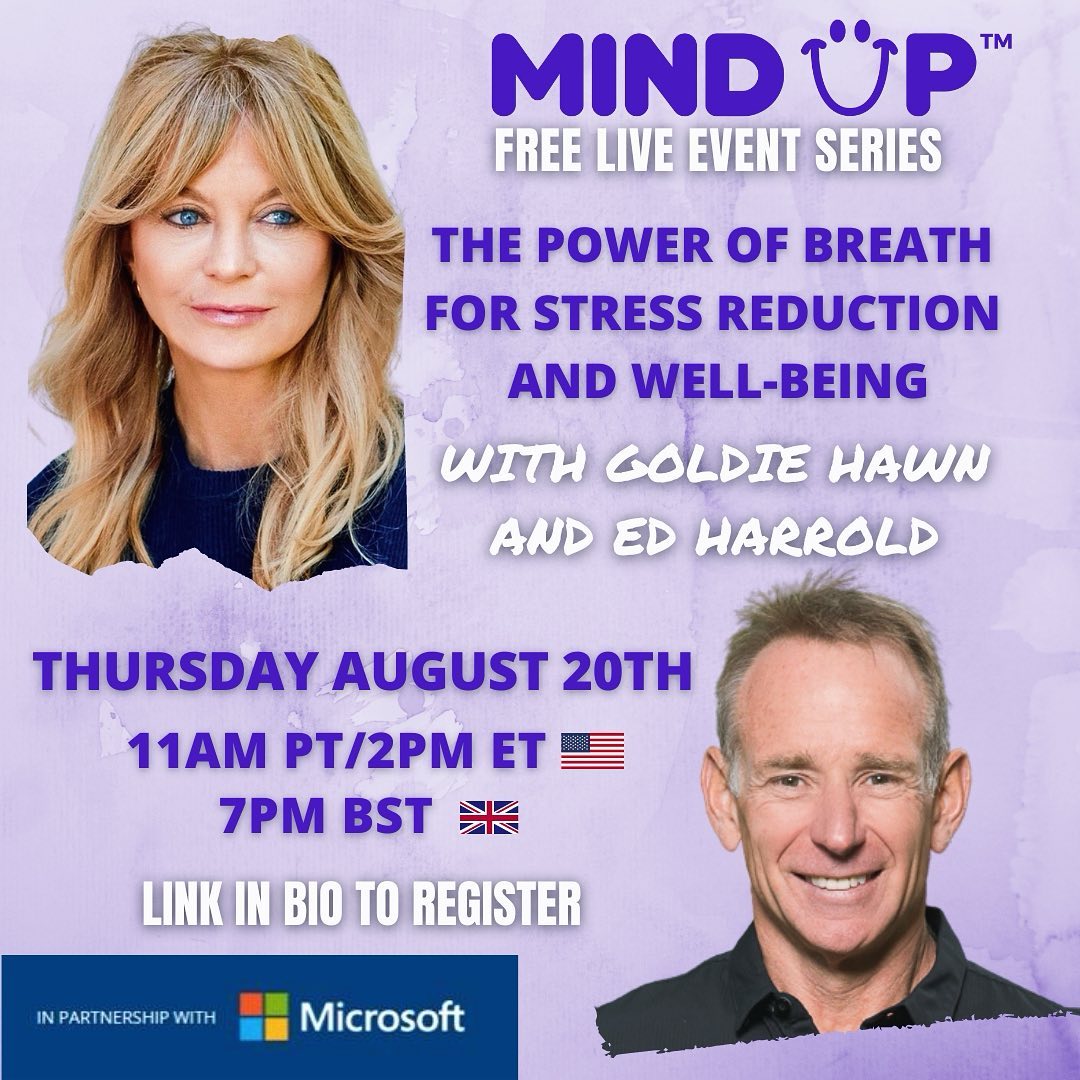 MIND UP™
FREE LIVE EVENT SERIES
THE POWER OF BREATH
FOR STRESS REDUCTION
AND WELL-BEING
WITH GOLDIE HAWN
AND ED HARROLD
THURSDAY AUGUST 20TH
11AM PT/2PM ET
7PM BST
LINK IN BIO TO REGISTER
IN PARTNERSHIP WITH Microsoft